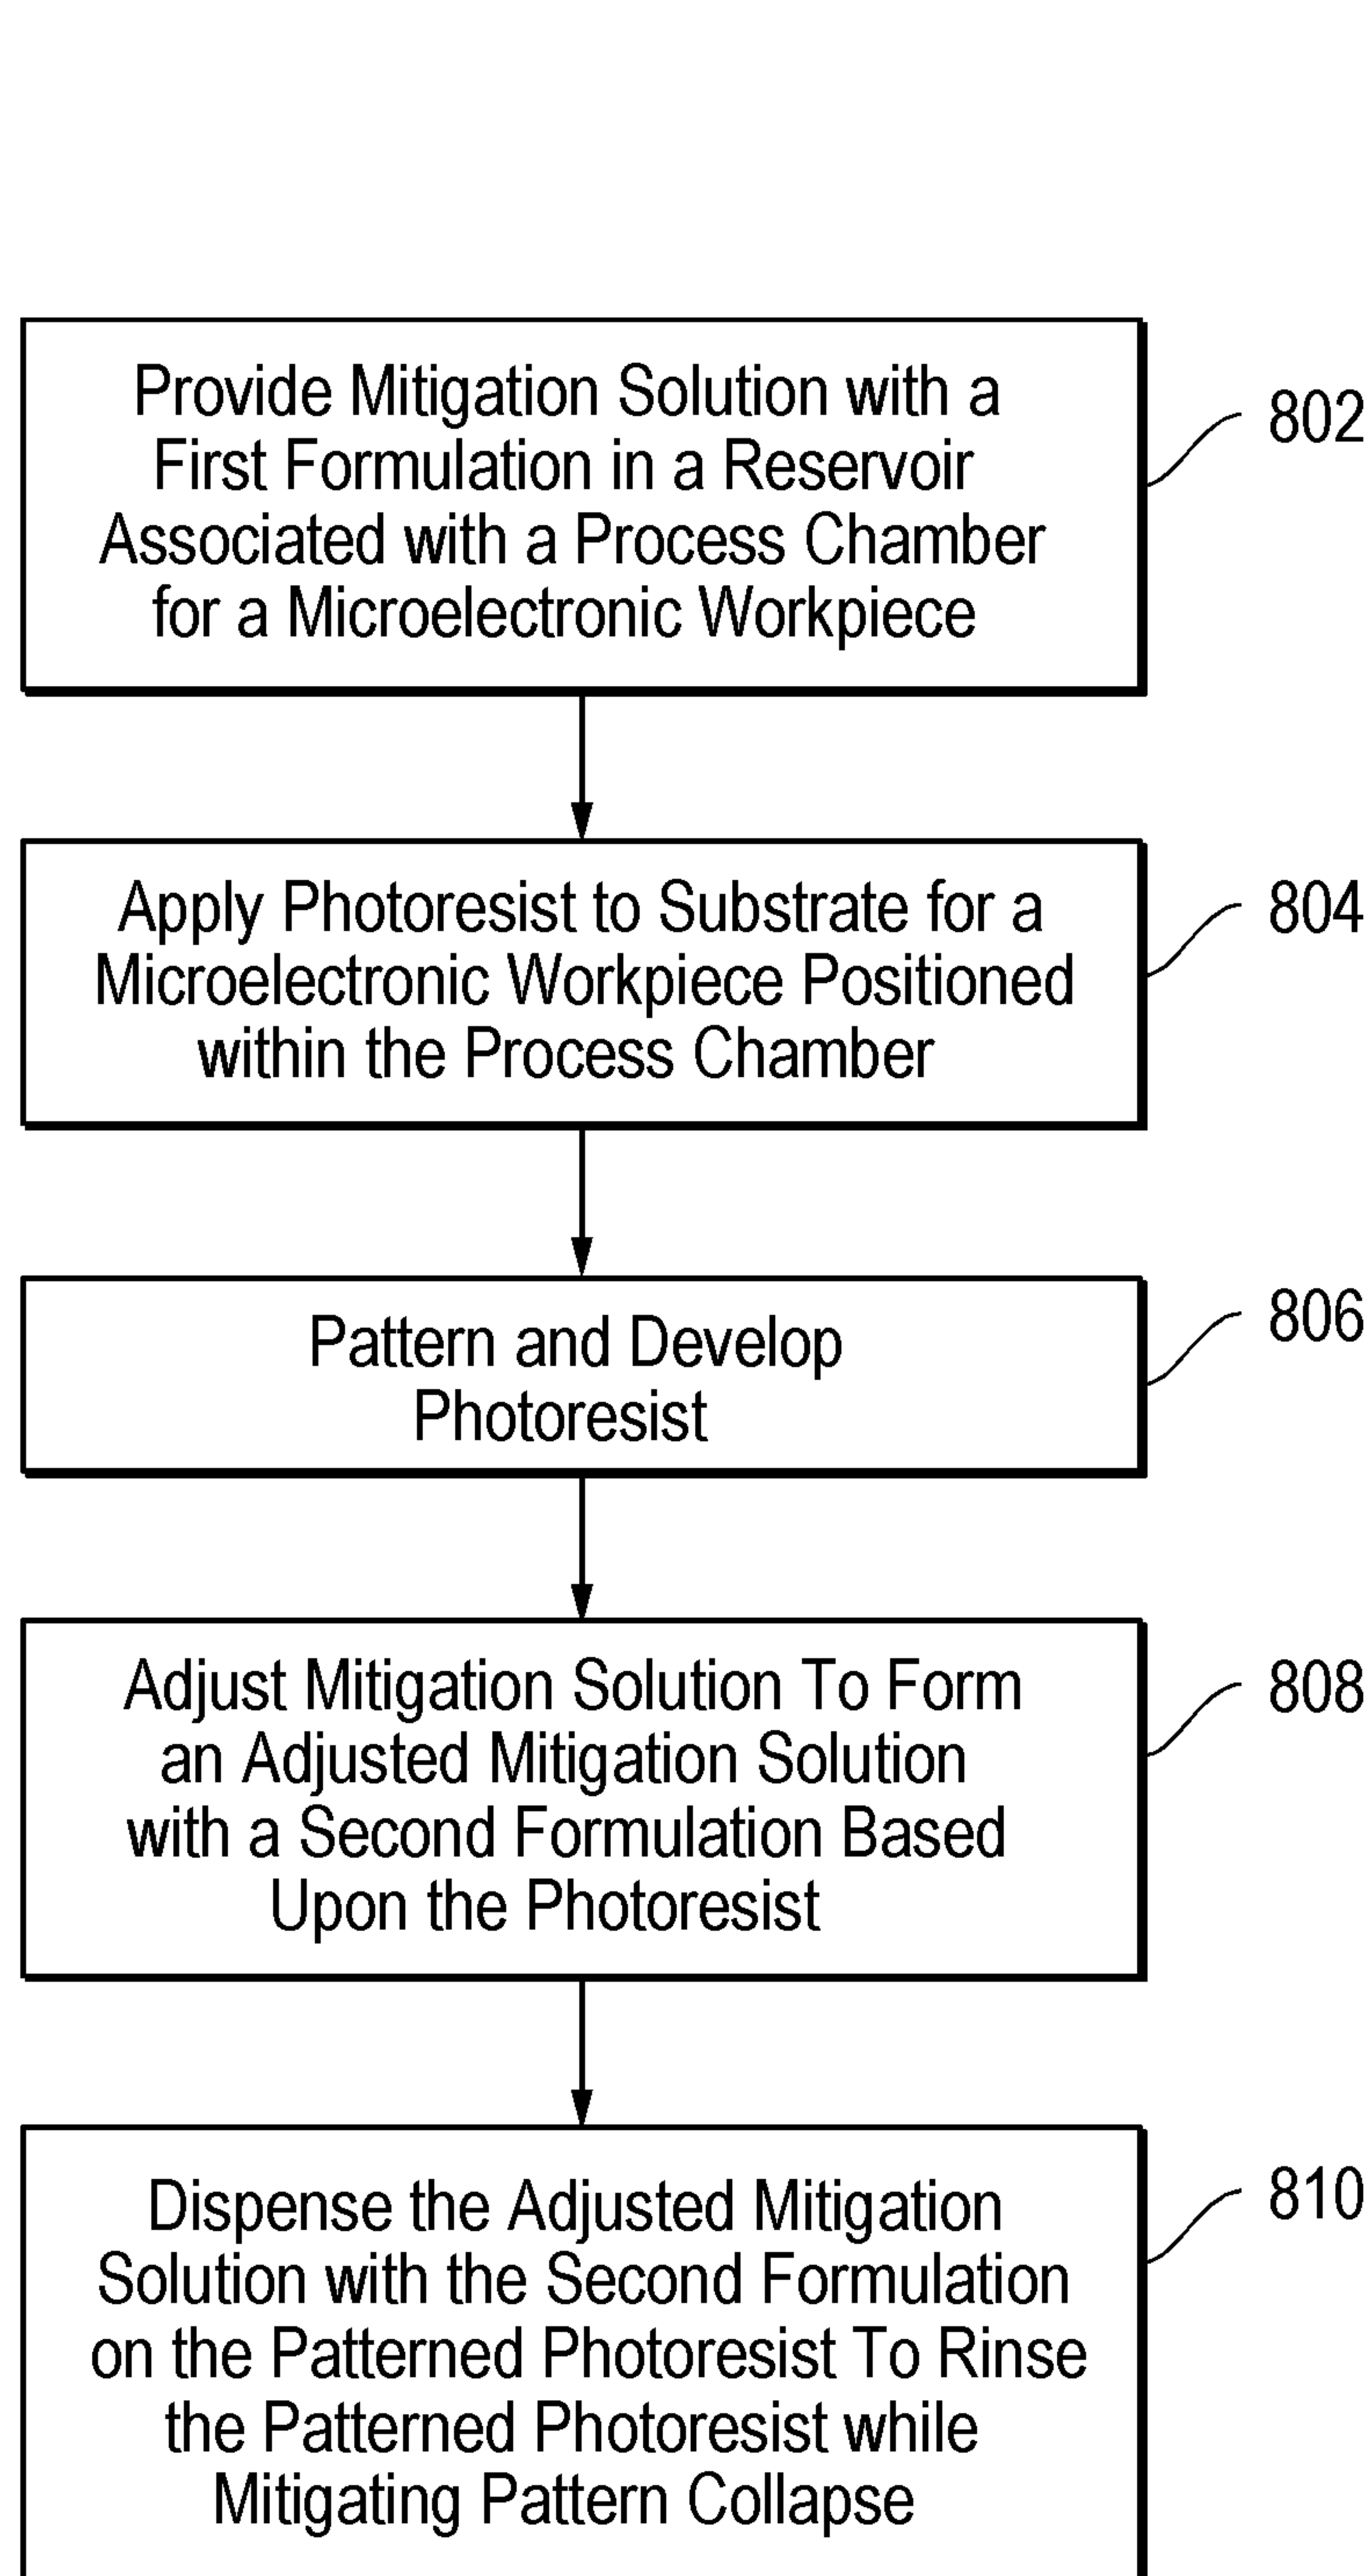 Provide Mitigation Solution with a
First Formulation in a Reservoir
Associated with a Process Chamber
for a Microelectronic Workpiece
802
Apply Photoresist to Substrate for a
Microelectronic Workpiece Positioned
within the Process Chamber
804
Pattern and Develop
Photoresist
806
Adjust Mitigation Solution To Form
an Adjusted Mitigation Solution
with a Second Formulation Based
Upon the Photoresist
808
Dispense the Adjusted Mitigation
Solution with the Second Formulation
on the Patterned Photoresist To Rinse
the Patterned Photoresist while
Mitigating Pattern Collapse
810